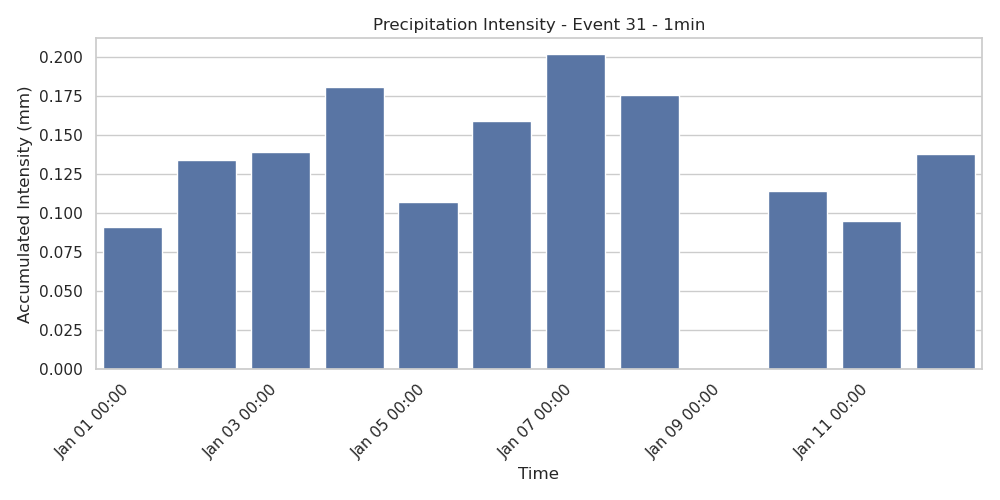 Precipitation Intensity - Event 31 - 1min
Accumulated Intensity (mm)
0.200
0.175
0.150
0.125
0.100
0.075
0.050
0.025
0.000
Jan 01 00:00
Jan 03 00:00
Jan 05 00:00
Jan 07 00:00
Jan 09 00:00
Jan 11 00:00
Time